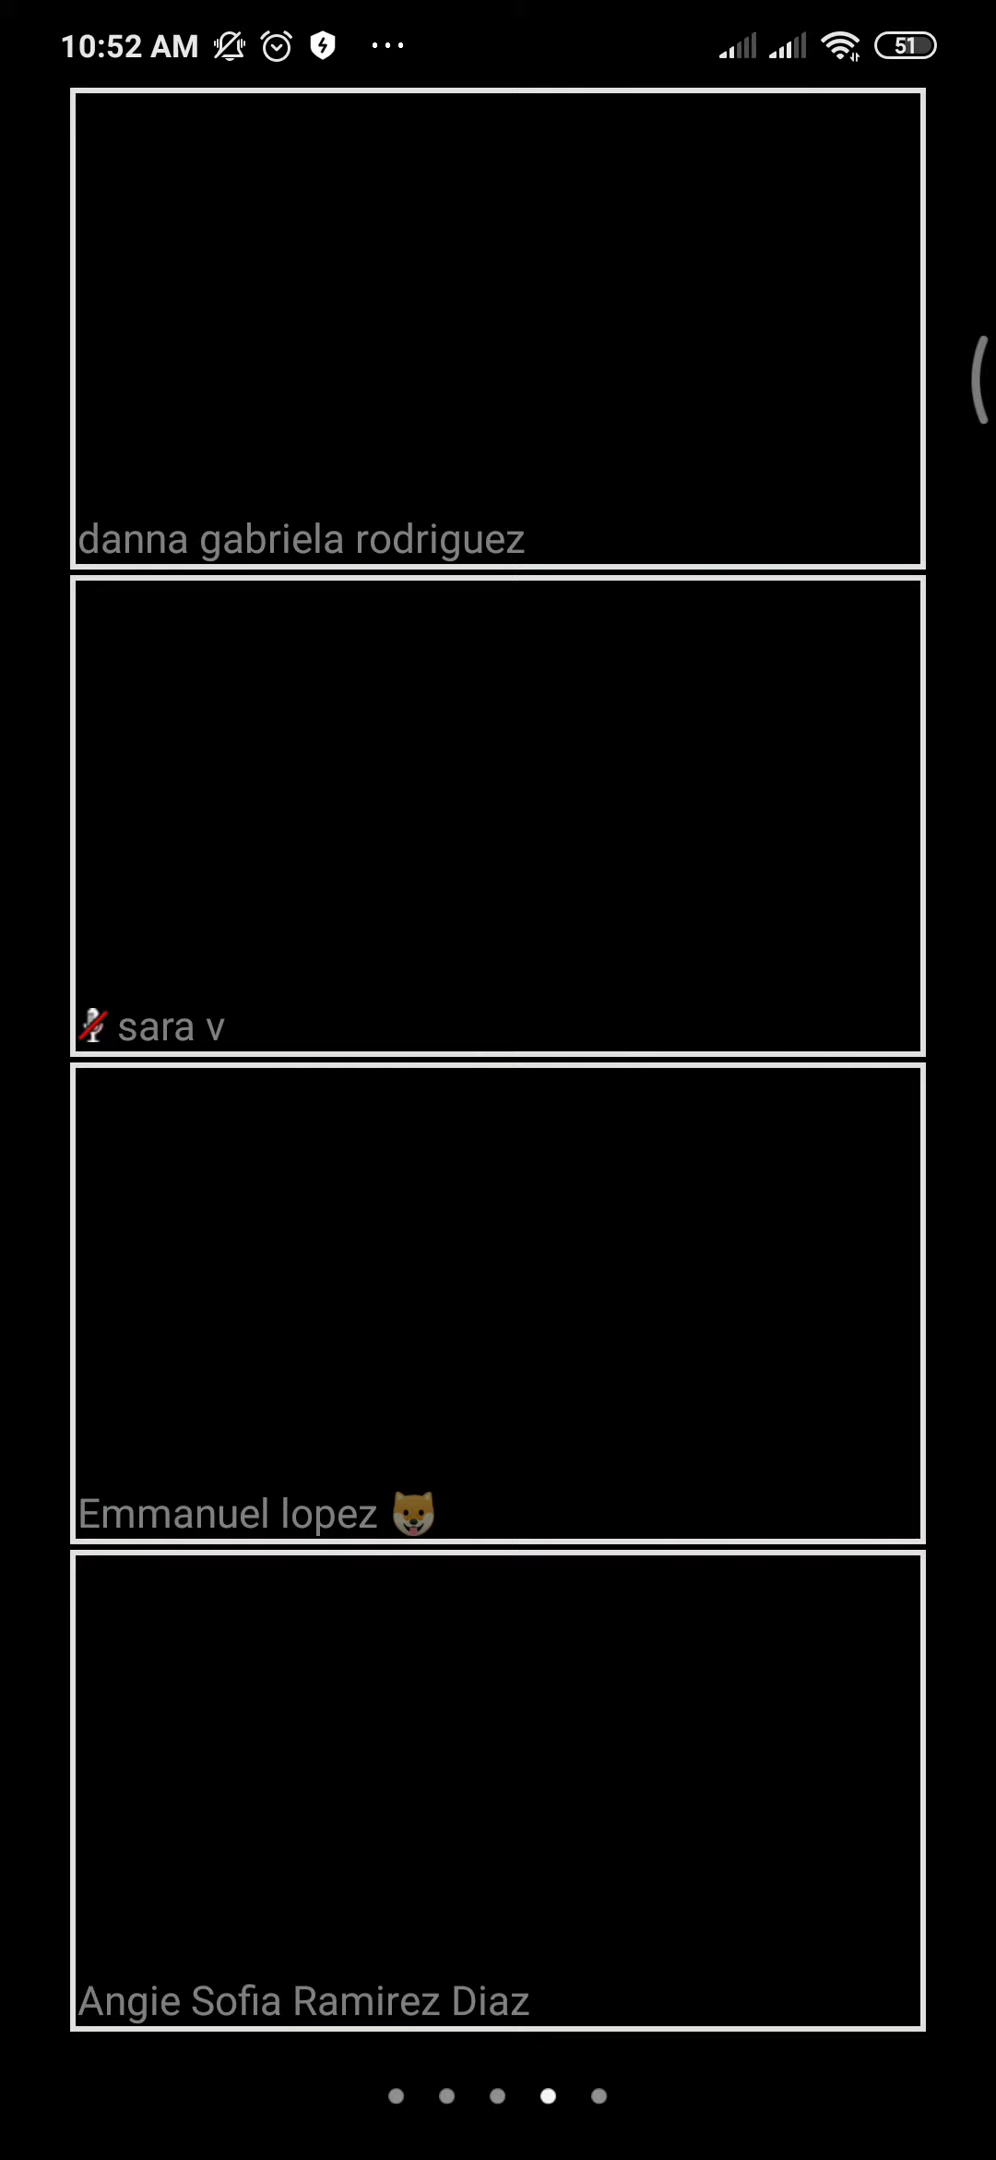 10:52 AM
51
danna gabriela rodriguez
sara v
Emmanuel lopez 🐶
Angie Sofia Ramirez Diaz